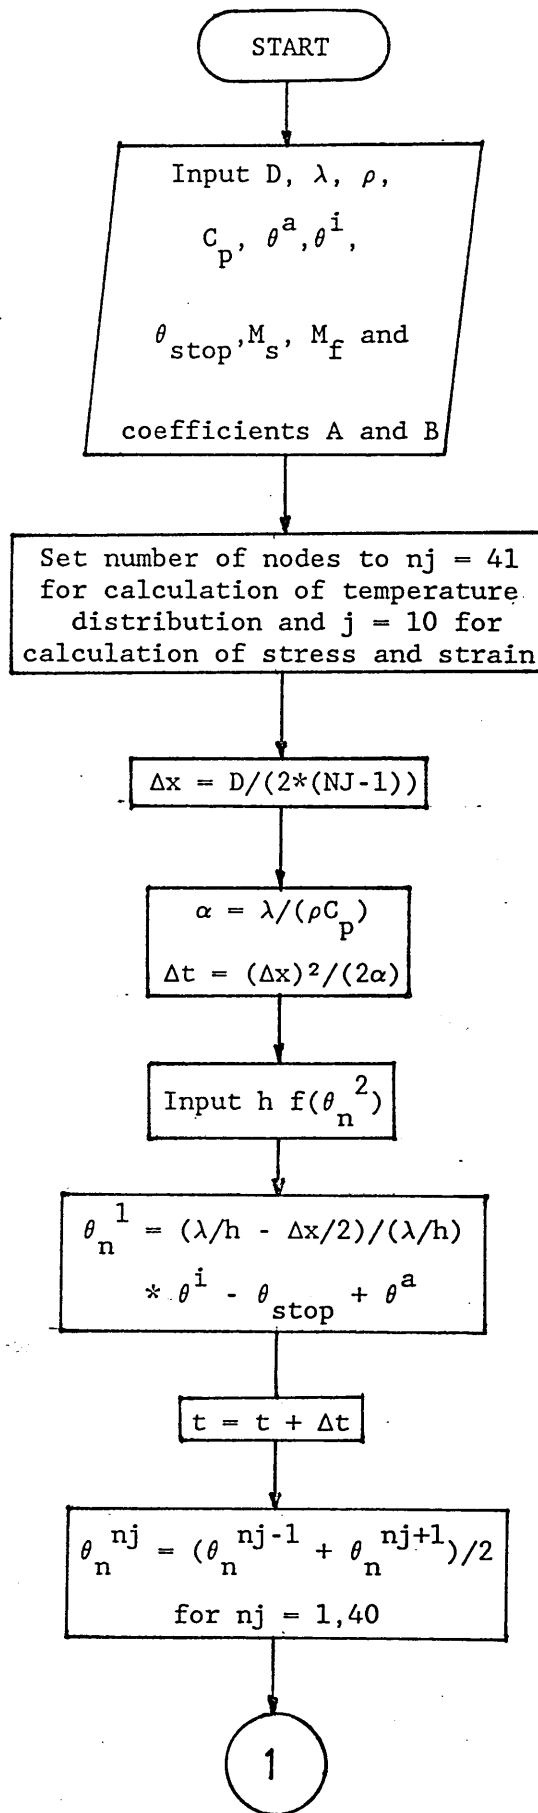 START
Input D, λ, ρ,
C_p, θ^a,θ^i,
θ_stop,M_s, M_f and
coefficients A and B
Set number of nodes to nj = 41
for calculation of temperature
distribution and j = 10 for
calculation of stress and strain
Δx = D/(2*(NJ-1))
α = λ/(ρC_p)
Δt = (Δx)²/(2α)
Input h f(θ_n^2)
θ_n^1 = (λ/h - Δx/2)/(λ/h)
* θ^i - θ_stop + θ^a
t = t + Δt
θ_n^nj = (θ_n^nj-1 + θ_n^nj+1)/2
for nj = 1,40
1